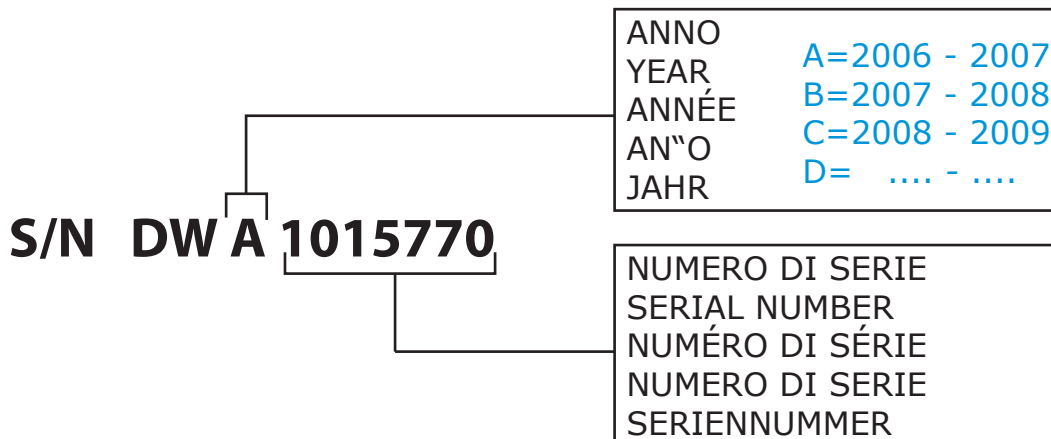 ANNO
YEAR
ANNÉE
AN‟O
JAHR
A=2006 - 2007
B=2007 - 2008
C=2008 - 2009
D= .... - ....
S/N DW A 1015770
NUMERO DI SERIE
SERIAL NUMBER
NUMÉRO DI SÉRIE
NUMERO DI SERIE
SERIENNUMMER